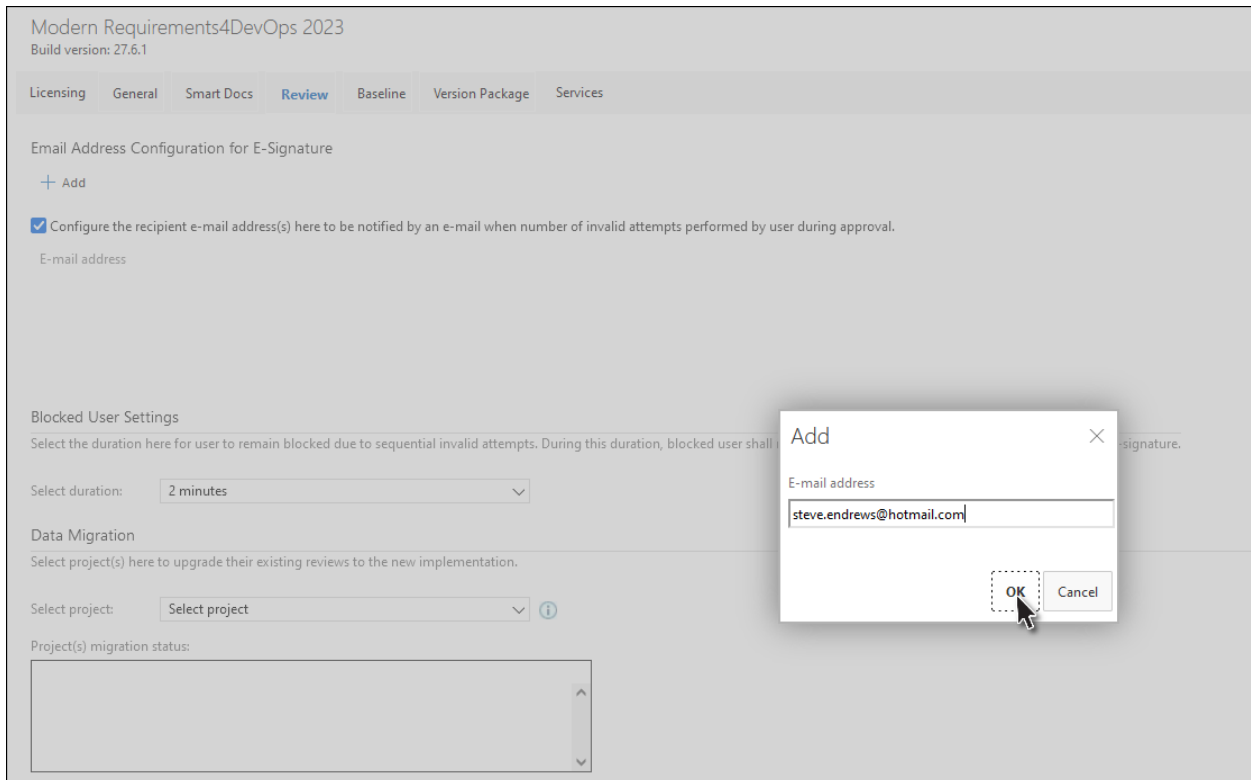 Modern Requirements4DevOps 2023
Build version: 27.6.1
Licensing General Smart Docs Review Baseline Version Package Services
Email Address Configuration for E-Signature
Add
Configure the recipient e-mail address(s) here to be notified by an e-mail when number of invalid attempts performed by user during approval.
E-mail address
Blocked User Settings
Select the duration here for user to remain blocked due to sequential invalid attempts. During this duration, blocked user shall -signature.
Select duration: 2 minutes
Data Migration
Select project(s) here to upgrade their existing reviews to the new implementation.
Select project: Select project
Project(s) migration status:
Add
E-mail address
steve.endrews@hotmail.com
OK Cancel